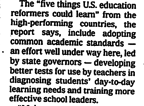 The "five things U.S. education
reformers could learn" from the
high-performing countries, the
report says, include adopting
common academic standards —
an effort well under way here, led
by state governors — developing
better tests for use by teachers in
diagnosing students' day-to-day
learning needs and training more
effective school leaders.